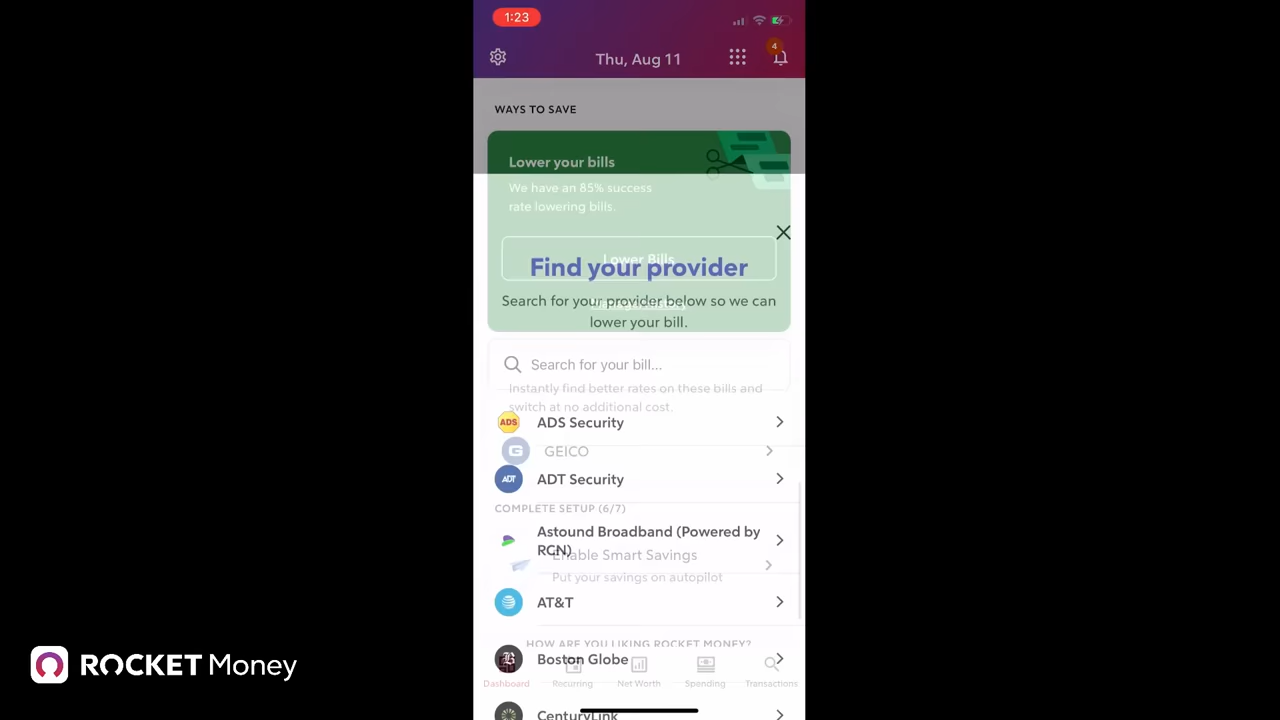 1:23
Thu, Aug 11
4
WAYS TO SAVE
Lower your bills
We have an 85% success
rate lowering bills.
Lower Bills
Find your provider
Search for your provider below so we can
lower your bill.
Search for your bill...
Instantly find better rates on these bills and
switch at no additional cost.
ADS
ADS Security
G
GEICO
ADT
ADT Security
COMPLETE SETUP (6/7)
Astound Broadband (Powered by
RCN)
Enable Smart Savings
Put your savings on autopilot
AT&T
HOW ARE YOU LIKING ROCKET MONEY?
B
Boston Globe
Dashboard
Recurring
Net Worth
Spending
Transactions
CenturyLink
ROCKET Money